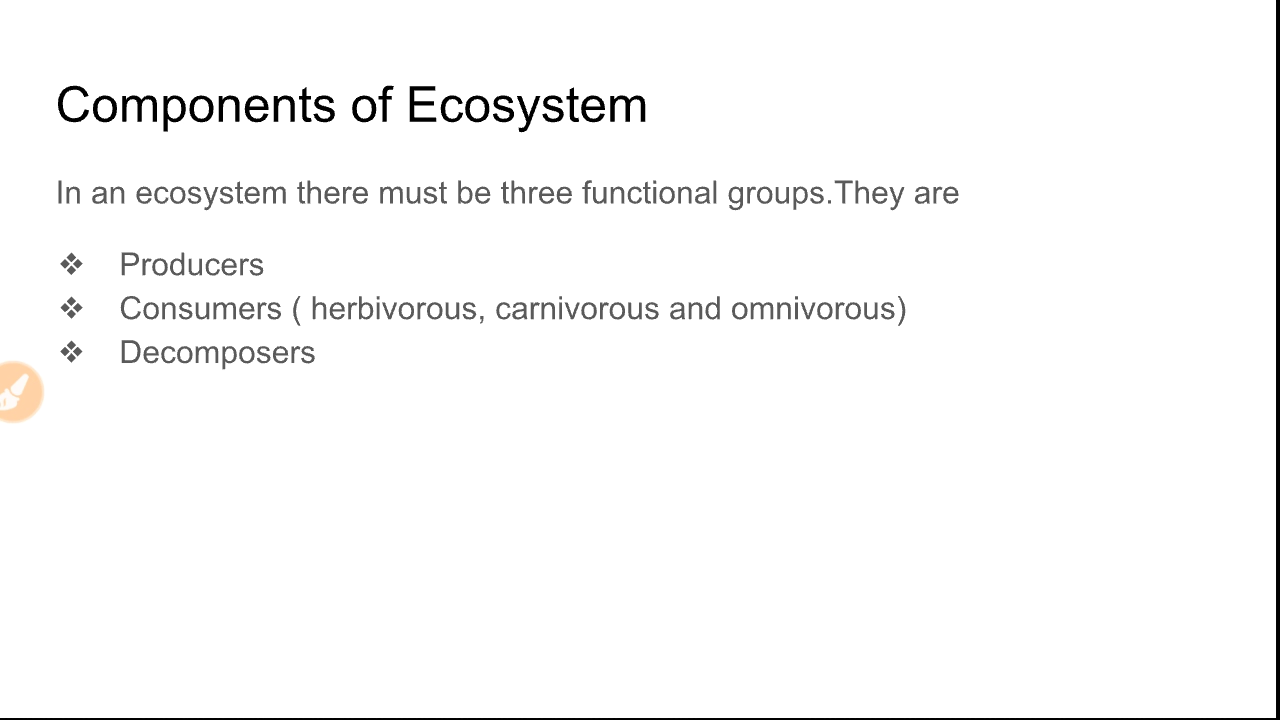 Components of Ecosystem
In an ecosystem there must be three functional groups.They are
❖ Producers
❖ Consumers ( herbivorous, carnivorous and omnivorous)
❖ Decomposers